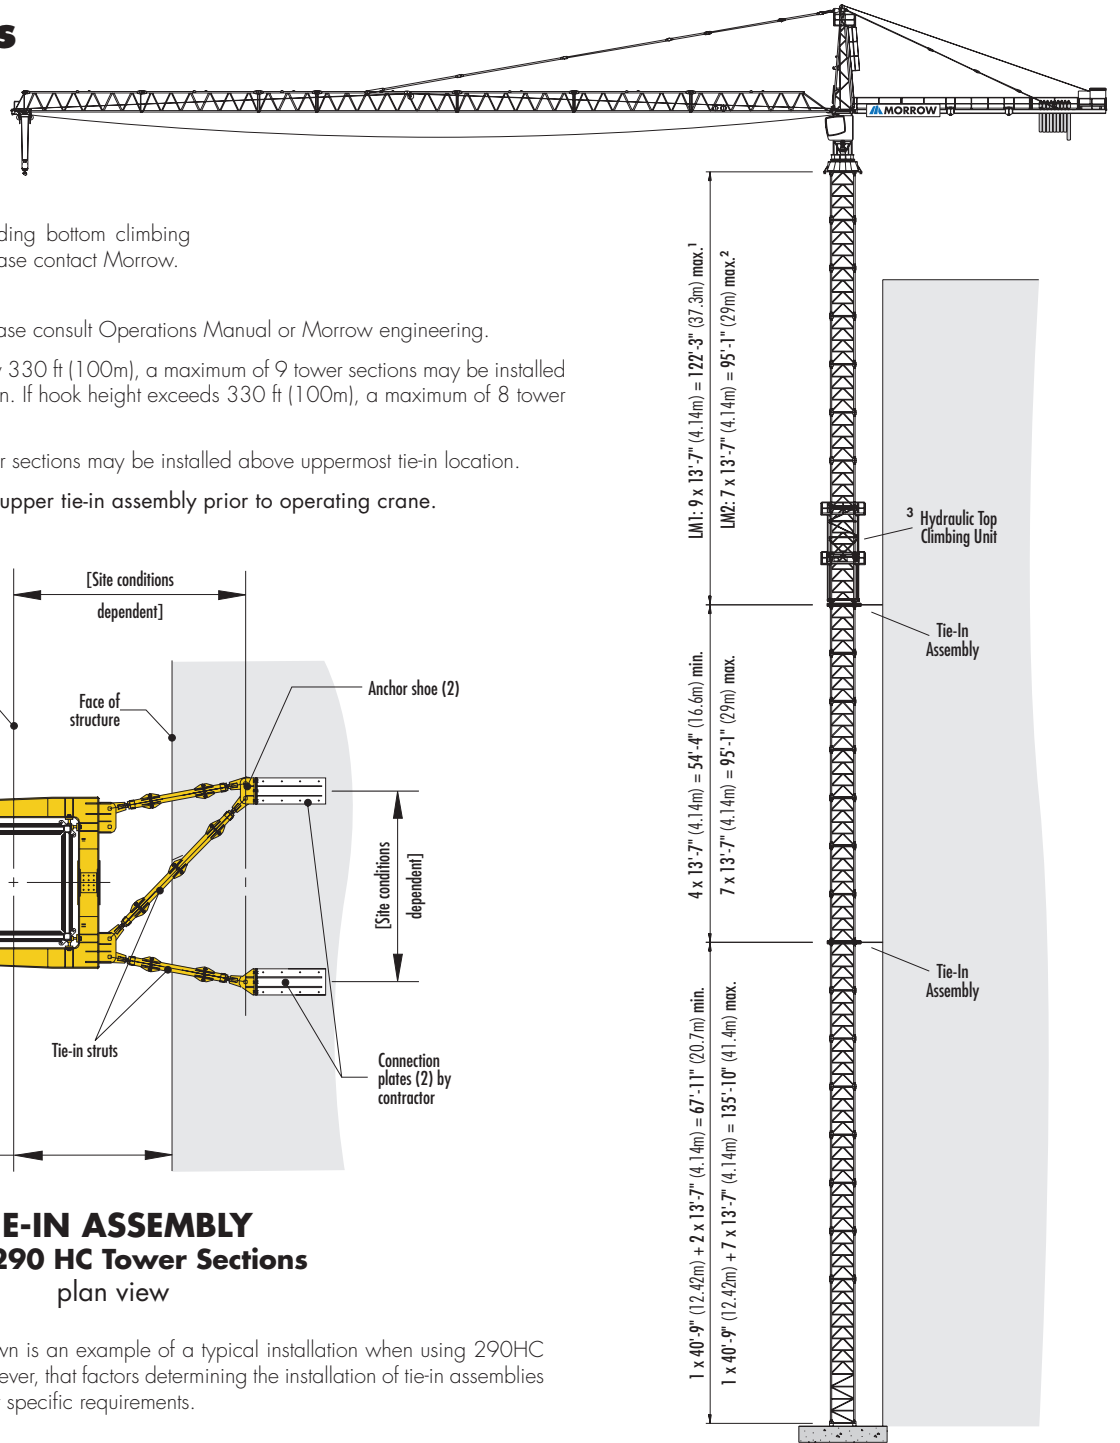 s
MORROW
ding bottom climbing
ase contact Morrow.
ase consult Operations Manual or Morrow engineering.
330 ft (100m), a maximum of 9 tower sections may be installed
n. If hook height exceeds 330 ft (100m), a maximum of 8 tower
r sections may be installed above uppermost tie-in location.
upper tie-in assembly prior to operating crane.
LM1: 9 x 13'-7" (4.14m) = 122'-3" (37.3m) max.1
LM2: 7 x 13'-7" (4.14m) = 95'-1" (29m) max.2
3 Hydraulic Top
Climbing Unit
Tie-In
Assembly
4 x 13'-7" (4.14m) = 54'-4" (16.6m) min.
7 x 13'-7" (4.14m) = 95'-1" (29m) max.
Tie-In
Assembly
1 x 40'-9" (12.42m) + 2 x 13'-7" (4.14m) = 67'-11" (20.7m) min.
1 x 40'-9" (12.42m) + 7 x 13'-7" (4.14m) = 135'-10" (41.4m) max.
[Site conditions
dependent]
Face of
structure
Anchor shoe (2)
[Site conditions
dependent]
Tie-in struts
Connection
plates (2) by
contractor
E-IN ASSEMBLY
290 HC Tower Sections
plan view
wn is an example of a typical installation when using 290HC
ever, that factors determining the installation of tie-in assemblies
specific requirements.